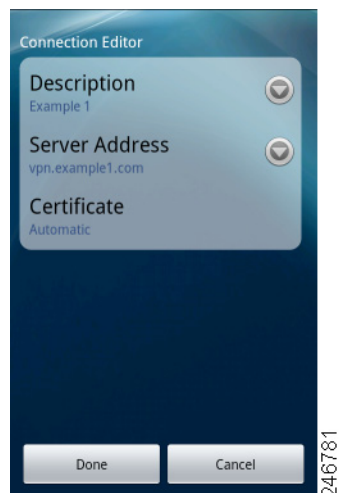 Connection Editor
Description
Example 1
Server Address
vpn.example1.com
Certificate
Automatic
Done Cancel
246781